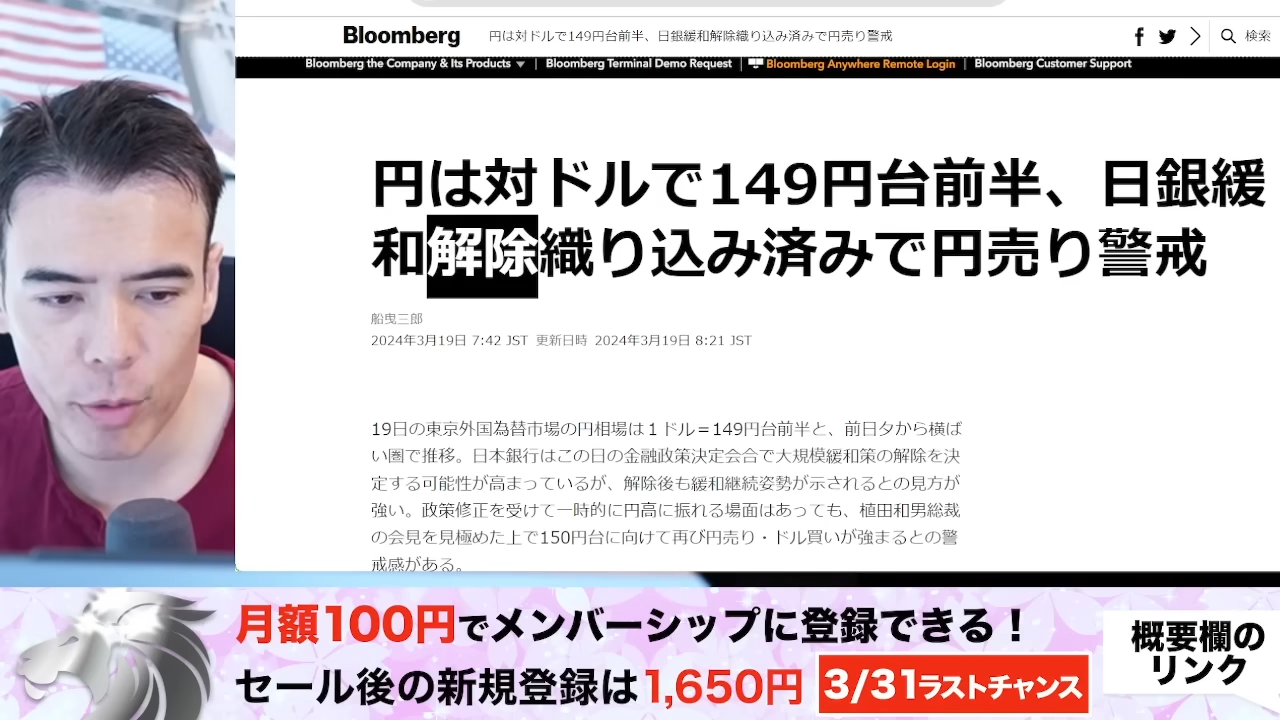 Bloomberg 円は対ドルで149円台前半、日銀緩和解除織り込み済みで円売り警戒 検索
Bloomberg the Company & Its Products ▼ | Bloomberg Terminal Demo Request | Bloomberg Anywhere Remote Login | Bloomberg Customer Support
円は対ドルで149円台前半、日銀緩
和解除織り込み済みで円売り警戒
船曳三郎
2024年3月19日 7:42 JST 更新日時 2024年3月19日 8:21 JST
19日の東京外国為替市場の円相場は１ドル＝149円台前半と、前日夕から横ば
い圏で推移。日本銀行はこの日の金融政策決定会合で大規模緩和策の解除を決
定する可能性が高まっているが、解除後も緩和継続姿勢が示されるとの見方が
強い。政策修正を受けて一時的に円高に振れる場面はあっても、植田和男総裁
の会見を見極めた上で150円台に向けて再び円売り・ドル買いが強まるとの警
戒感がある。
月額100円でメンバーシップに登録できる！
セール後の新規登録は1,650円 3/31ラストチャンス
概要欄の
リンク